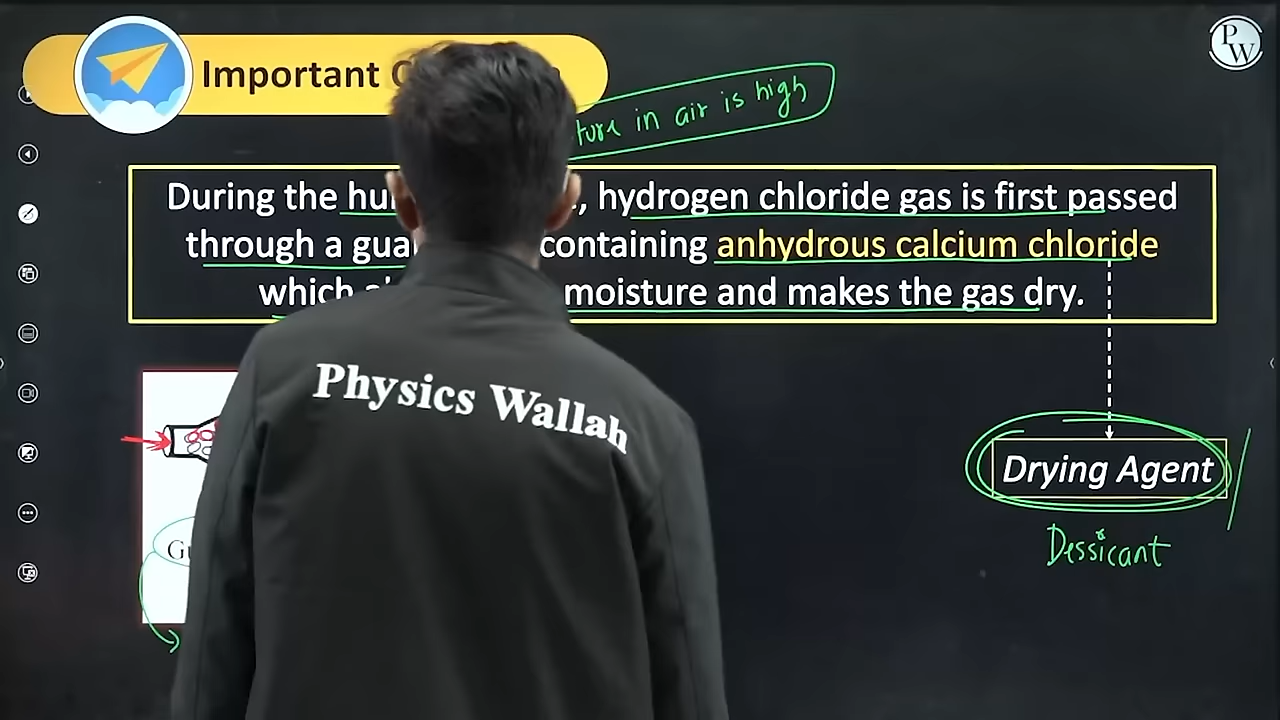 Important
PW
ture in air is high
During the hu , hydrogen chloride gas is first passed
through a gua containing anhydrous calcium chloride
which a moisture and makes the gas dry.
Physics Wallah
Drying Agent
Dessicant
Gu